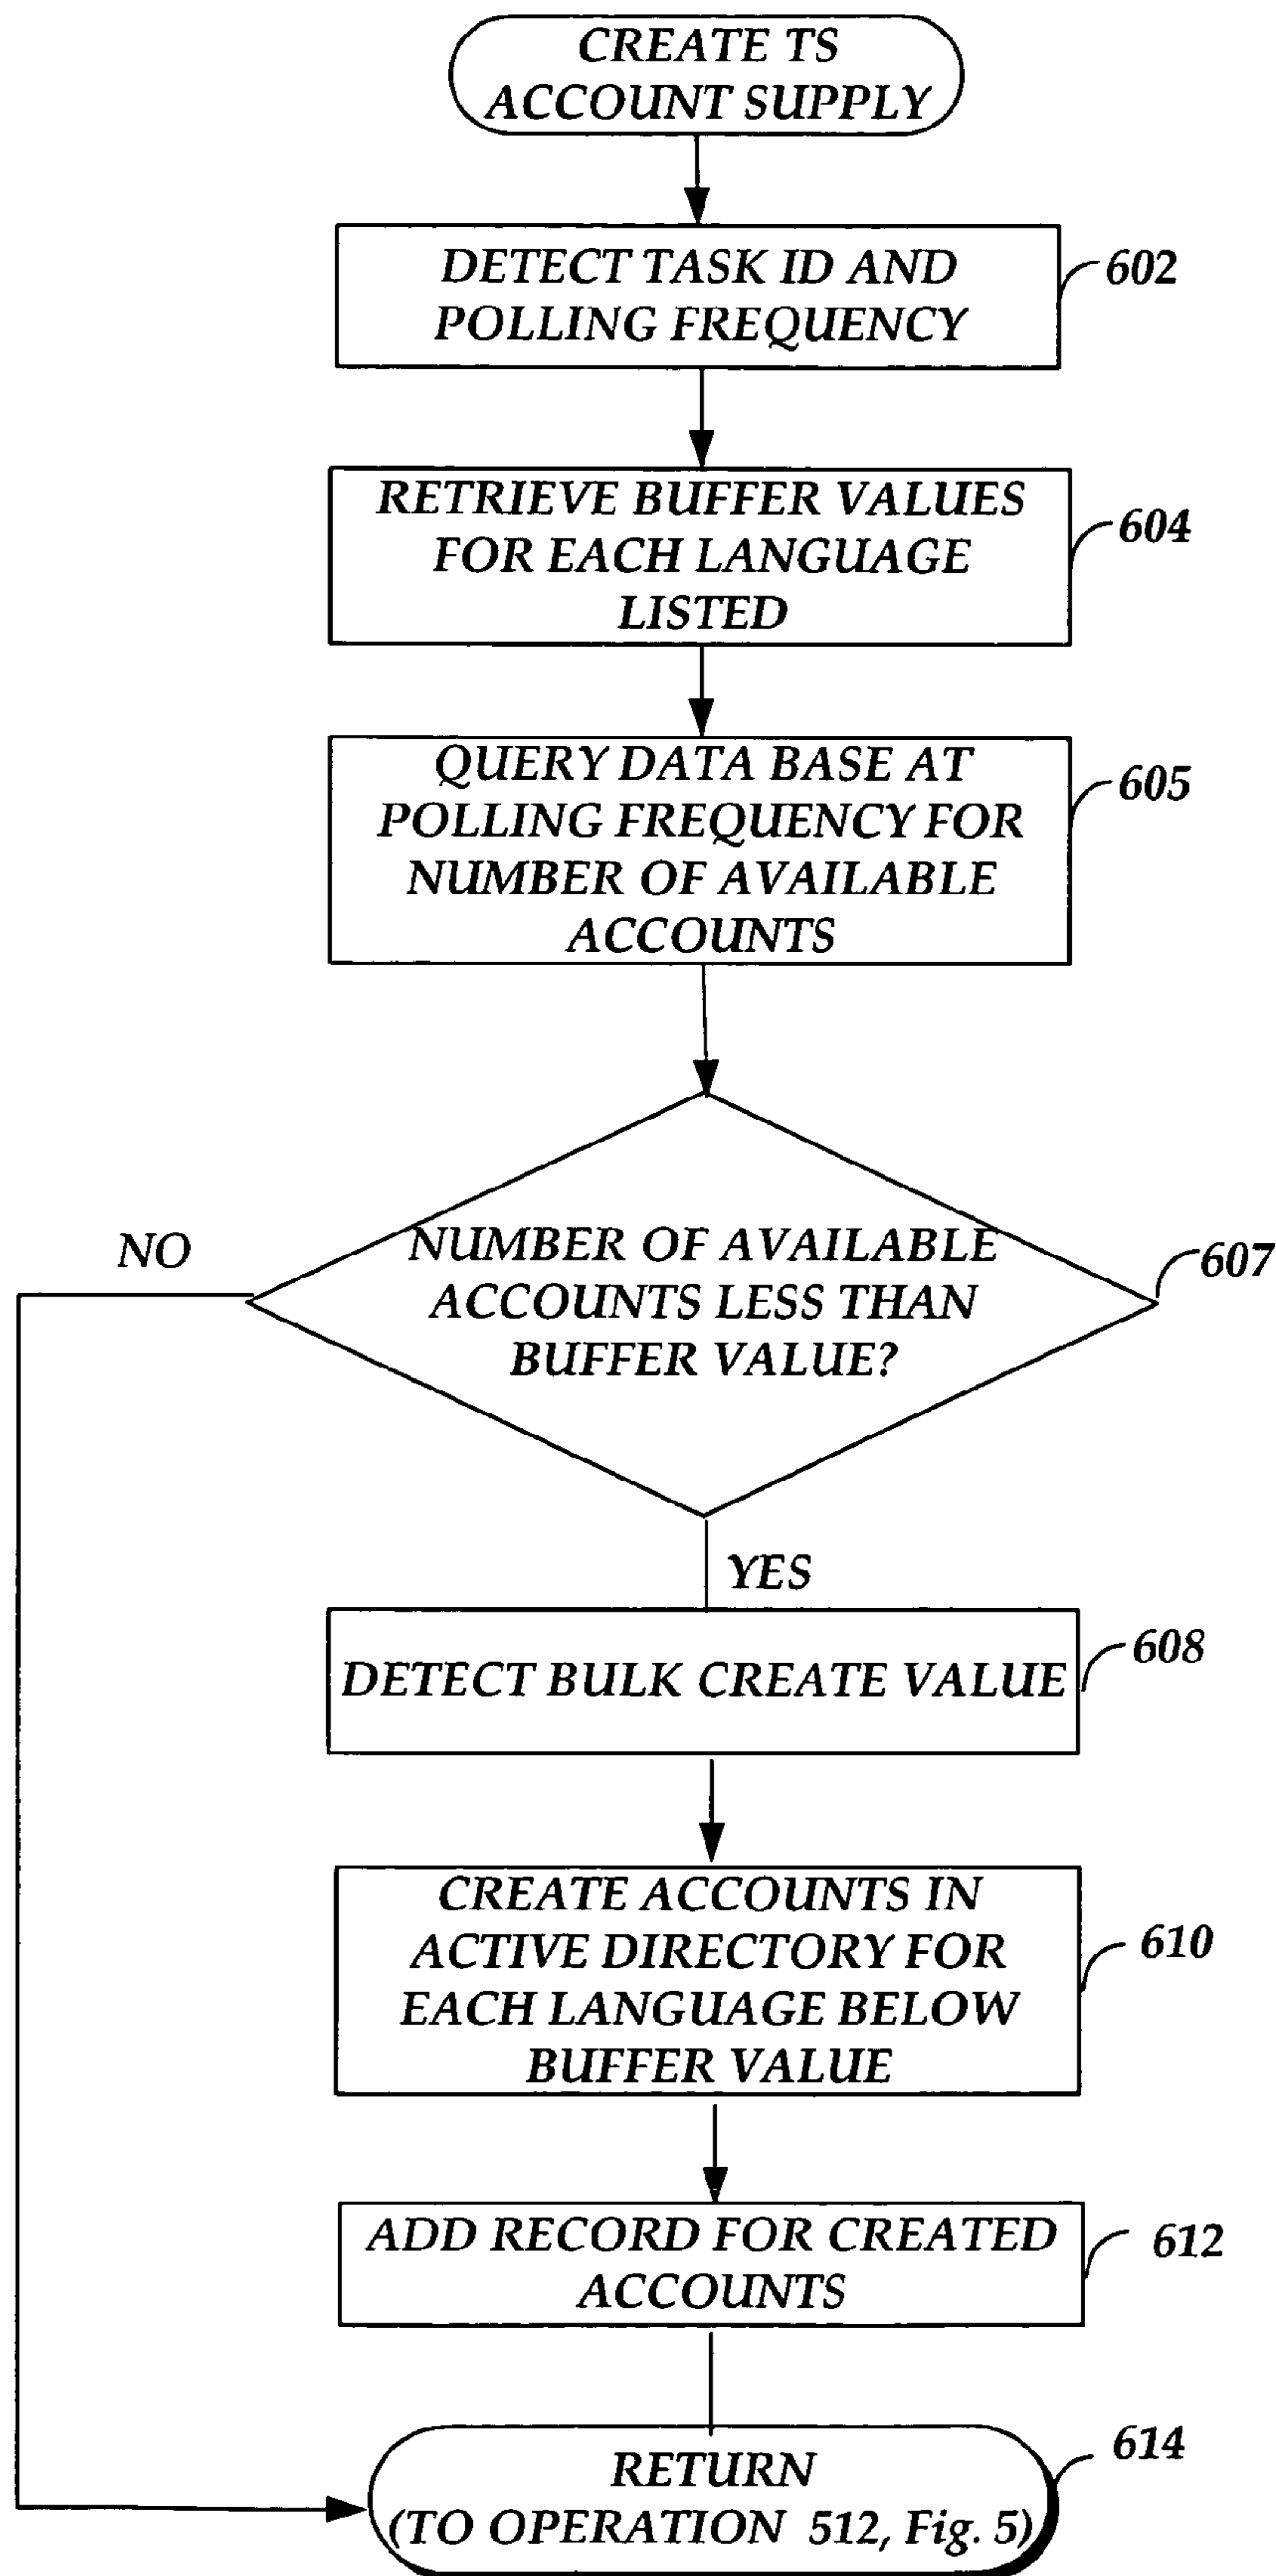 CREATE TS
ACCOUNT SUPPLY
DETECT TASK ID AND
POLLING FREQUENCY
602
RETRIEVE BUFFER VALUES
FOR EACH LANGUAGE
LISTED
604
QUERY DATA BASE AT
POLLING FREQUENCY FOR
NUMBER OF AVAILABLE
ACCOUNTS
605
NO
NUMBER OF AVAILABLE
ACCOUNTS LESS THAN
BUFFER VALUE?
607
YES
DETECT BULK CREATE VALUE
608
CREATE ACCOUNTS IN
ACTIVE DIRECTORY FOR
EACH LANGUAGE BELOW
BUFFER VALUE
610
ADD RECORD FOR CREATED
ACCOUNTS
612
RETURN
(TO OPERATION 512, Fig. 5)
614